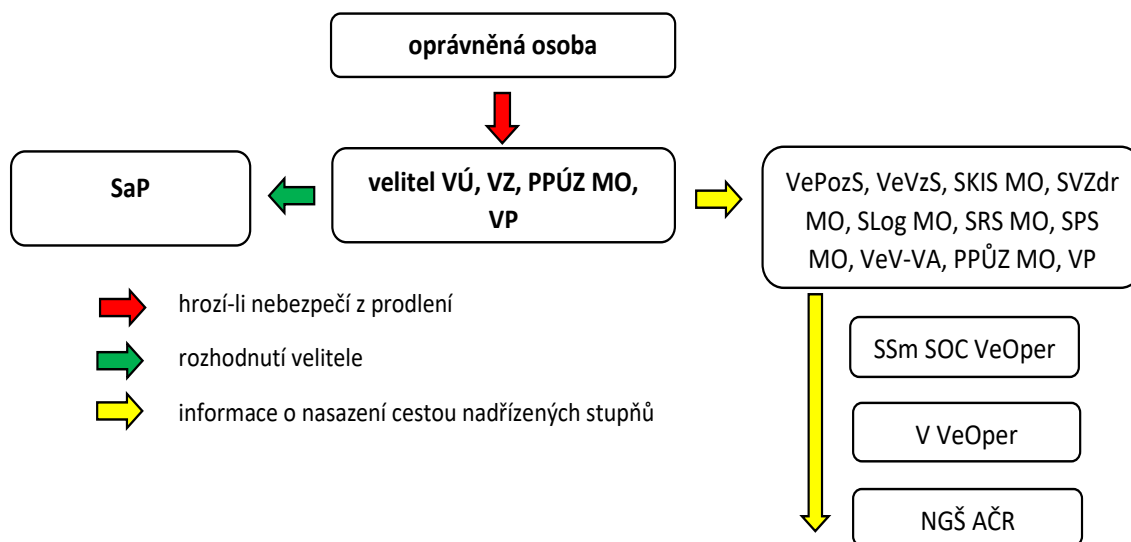 oprávněná osoba
SaP
velitel VÚ, VZ, PPÚZ MO,
VP
VePozS, VeVzS, SKIS MO, SVZdr
MO, SLog MO, SRS MO, SPS
MO, VeV-VA, PPŮZ MO, VP
hrozí-li nebezpečí z prodlení
rozhodnutí velitele
informace o nasazení cestou nadřízených stupňů
SSm SOC VeOper
V VeOper
NGŠ AČR